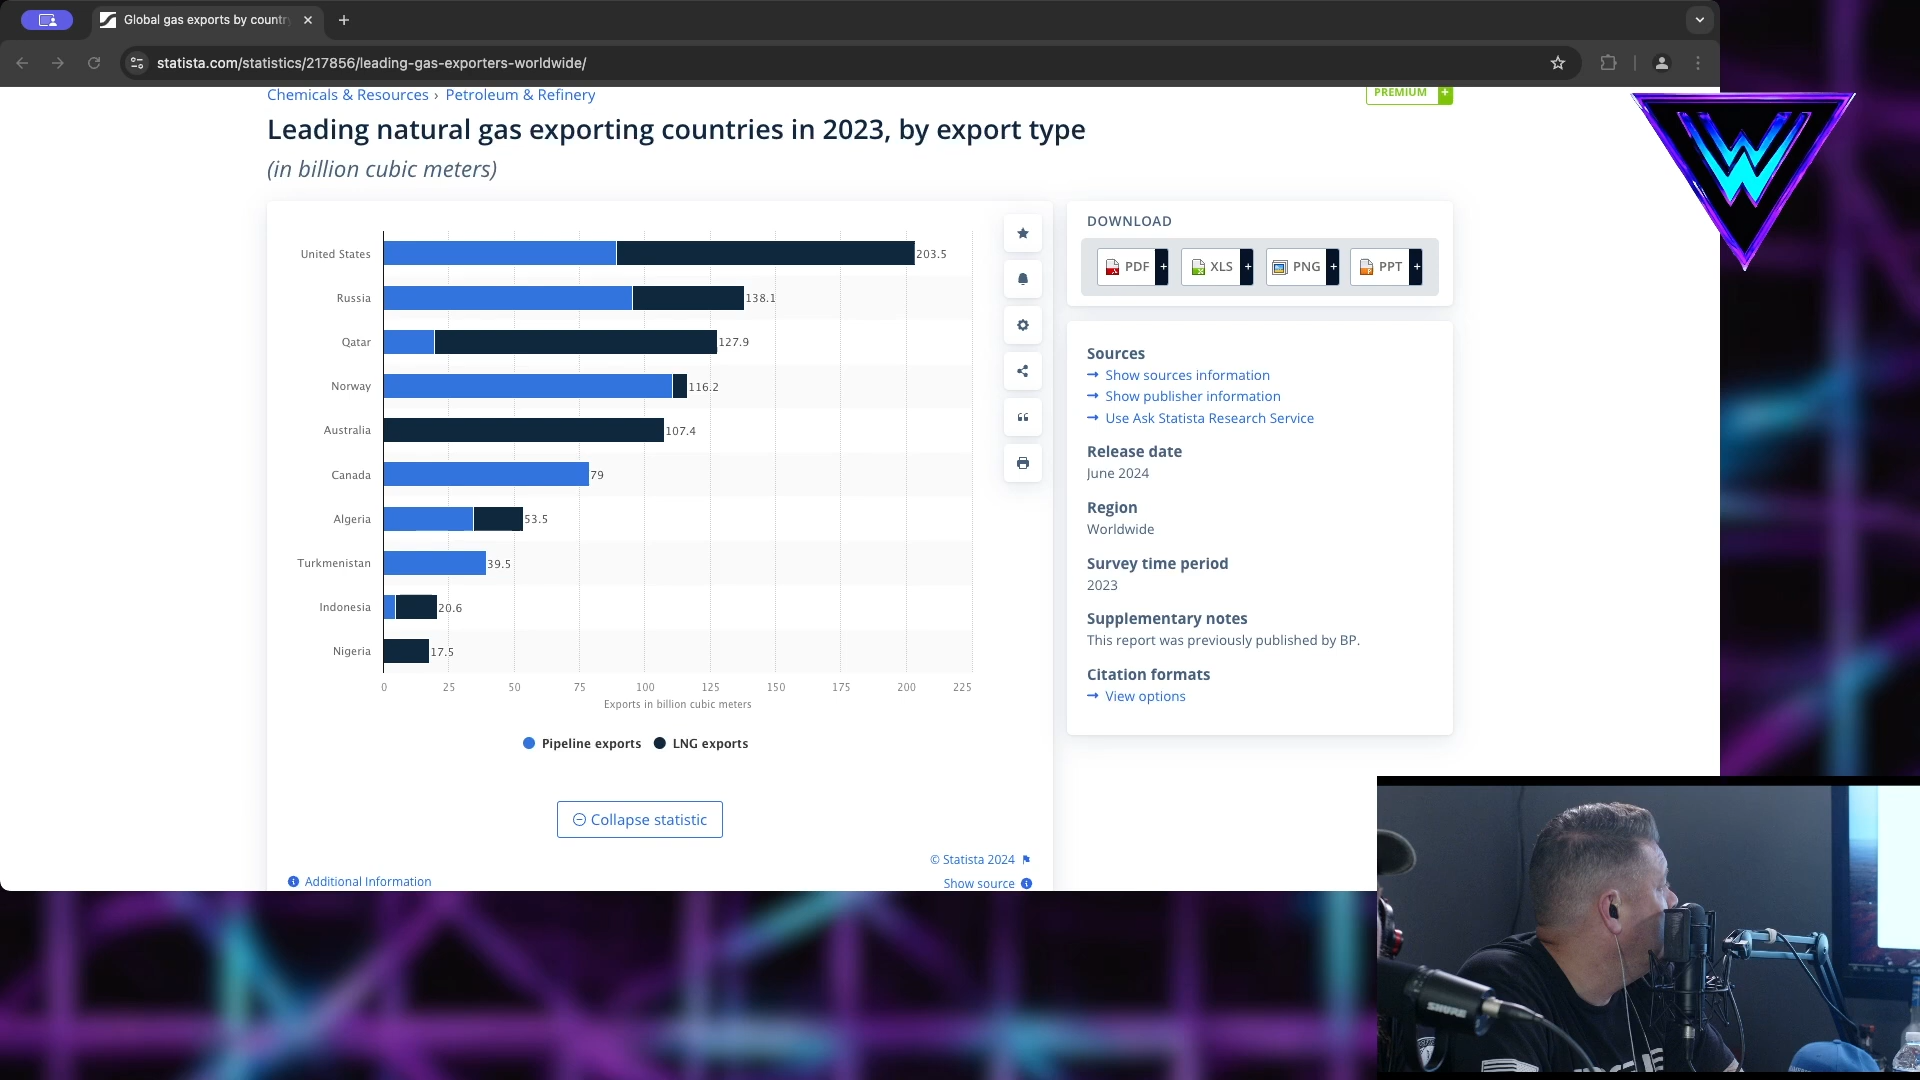 Global gas exports by countr
statista.com/statistics/217856/leading-gas-exporters-worldwide/
Chemicals & Resources › Petroleum & Refinery
PREMIUM +
Leading natural gas exporting countries in 2023, by export type
(in billion cubic meters)
United States 203.5
Russia 138.1
Qatar 127.9
Norway 116.2
Australia 107.4
Canada 79
Algeria 53.5
Turkmenistan 39.5
Indonesia 20.6
Nigeria 17.5
0 25 50 75 100 125 150 175 200 225
Exports in billion cubic meters
Pipeline exports LNG exports
Collapse statistic
© Statista 2024
Additional Information
Show source
DOWNLOAD
PDF + XLS + PNG + PPT +
Sources
→ Show sources information
→ Show publisher information
→ Use Ask Statista Research Service
Release date
June 2024
Region
Worldwide
Survey time period
2023
Supplementary notes
This report was previously published by BP.
Citation formats
→ View options
W
SHURE